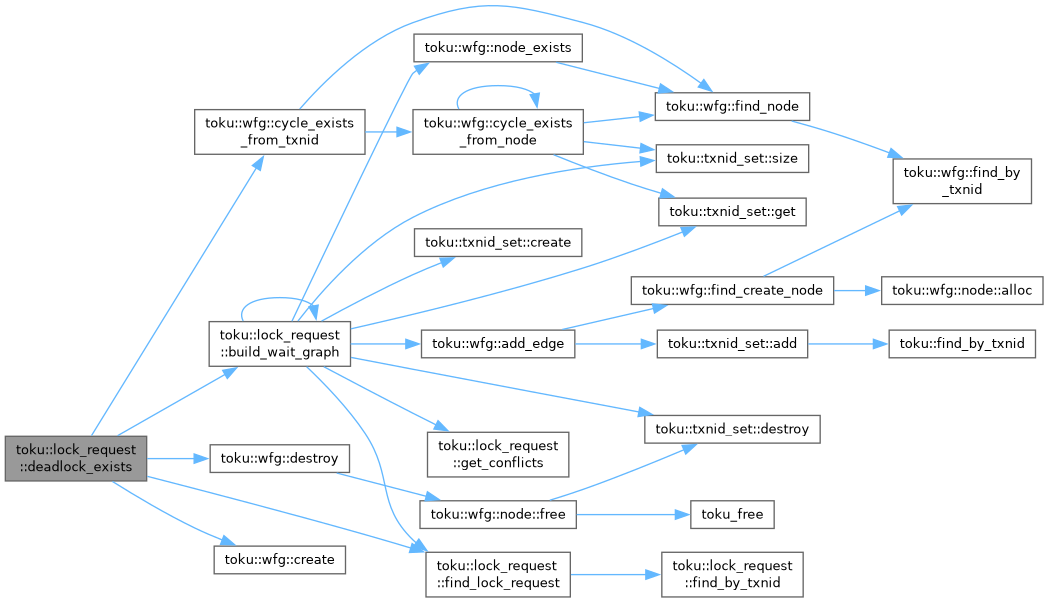 toku::wfg::node_exists
toku::wfg::find_node
toku::wfg::cycle_exists
_from_txnid
toku::wfg::cycle_exists
_from_node
toku::txnid_set::size
toku::wfg::find_by
_txnid
toku::txnid_set::get
toku::txnid_set::create
toku::wfg::find_create_node
toku::wfg::node::alloc
toku::lock_request
::build_wait_graph
toku::wfg::add_edge
toku::txnid_set::add
toku::find_by_txnid
toku::txnid_set::destroy
toku::lock_request
::deadlock_exists
toku::wfg::destroy
toku::lock_request
::get_conflicts
toku::wfg::node::free
toku_free
toku::wfg::create
toku::lock_request
::find_lock_request
toku::lock_request
::find_by_txnid